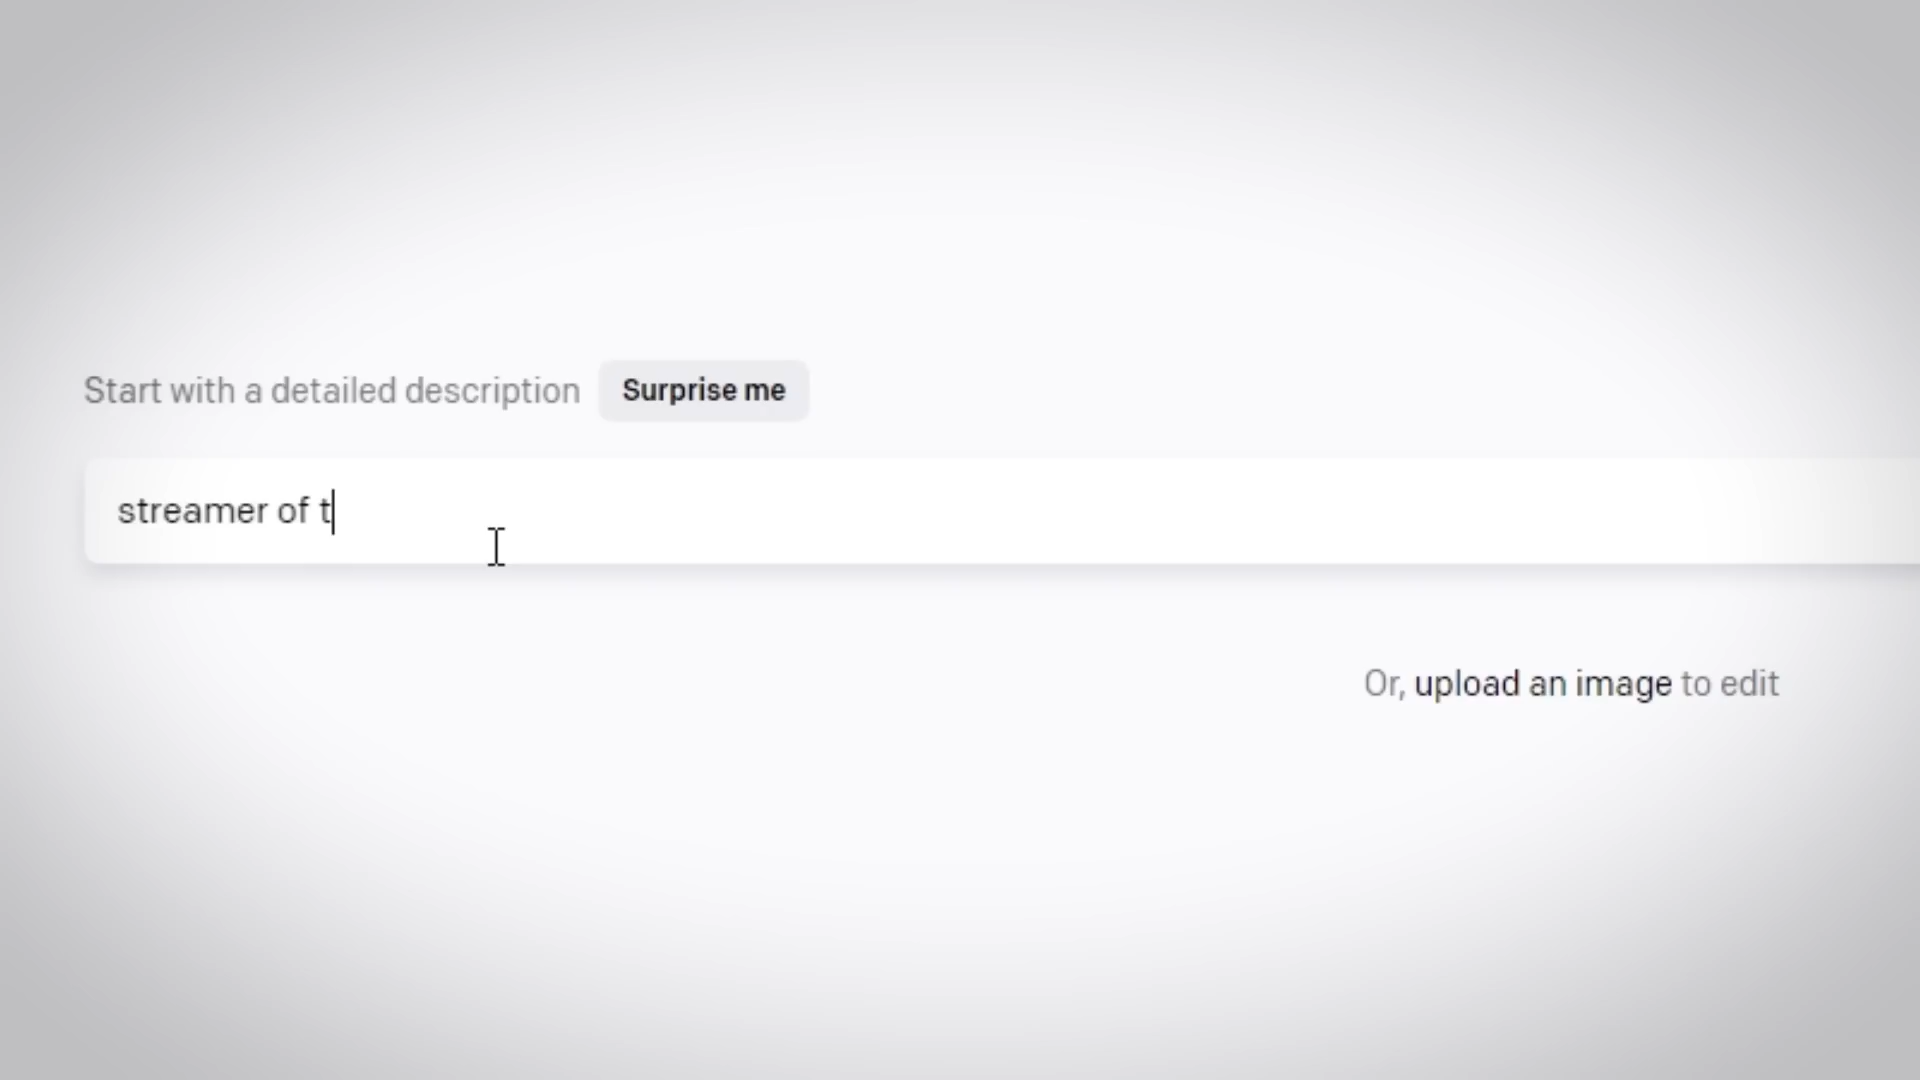 Start with a detailed description Surprise me
streamer of t
Or, upload an image to edit